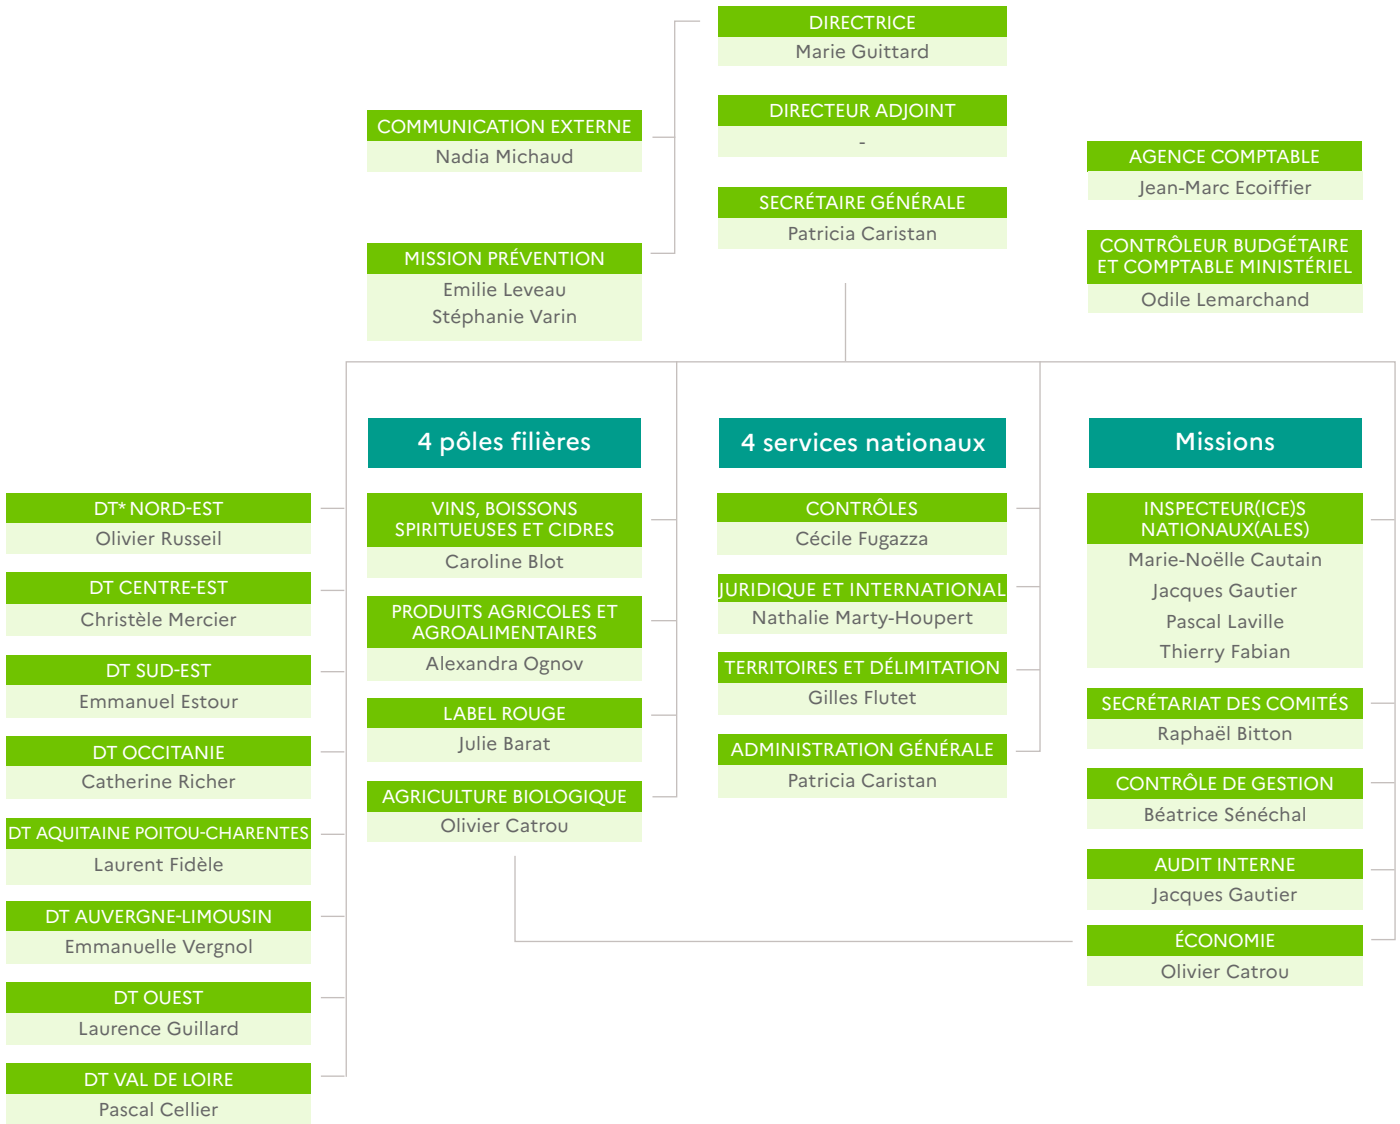 DIRECTRICE
Marie Guittard
DIRECTEUR ADJOINT
-
SECRÉTAIRE GÉNÉRALE
Patricia Caristan
COMMUNICATION EXTERNE
Nadia Michaud
MISSION PRÉVENTION
Emilie Leveau
Stéphanie Varin
AGENCE COMPTABLE
Jean-Marc Ecoiffier
CONTRÔLEUR BUDGÉTAIRE
ET COMPTABLE MINISTÉRIEL
Odile Lemarchand
DT* NORD-EST
Olivier Russeil
DT CENTRE-EST
Christèle Mercier
DT SUD-EST
Emmanuel Estour
DT OCCITANIE
Catherine Richer
DT AQUITAINE POITOU-CHARENTES
Laurent Fidèle
DT AUVERGNE-LIMOUSIN
Emmanuelle Vergnol
DT OUEST
Laurence Guillard
DT VAL DE LOIRE
Pascal Cellier
4 pôles filières
VINS, BOISSONS
SPIRITUEUSES ET CIDRES
Caroline Blot
PRODUITS AGRICOLES ET
AGROALIMENTAIRES
Alexandra Ognov
LABEL ROUGE
Julie Barat
AGRICULTURE BIOLOGIQUE
Olivier Catrou
4 services nationaux
CONTRÔLES
Cécile Fugazza
JURIDIQUE ET INTERNATIONAL
Nathalie Marty-Houpert
TERRITOIRES ET DÉLIMITATION
Gilles Flutet
ADMINISTRATION GÉNÉRALE
Patricia Caristan
Missions
INSPECTEUR(ICE)S
NATIONAUX(ALES)
Marie-Noëlle Cautain
Jacques Gautier
Pascal Laville
Thierry Fabian
SECRÉTARIAT DES COMITÉS
Raphaël Bitton
CONTRÔLE DE GESTION
Béatrice Sénéchal
AUDIT INTERNE
Jacques Gautier
ÉCONOMIE
Olivier Catrou